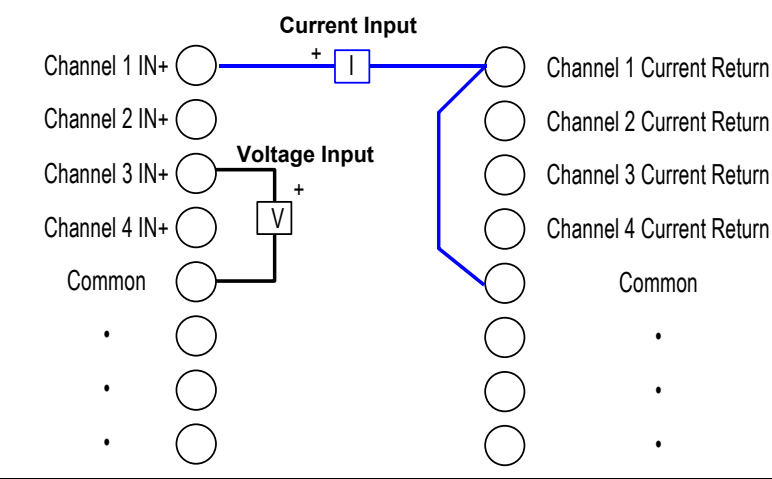 Current Input
Channel 1 IN+ + I Channel 1 Current Return
Channel 2 IN+ Channel 2 Current Return
Voltage Input
Channel 3 IN+ Channel 3 Current Return
+
Channel 4 IN+ V Channel 4 Current Return
Common Common
• •
• •
• •